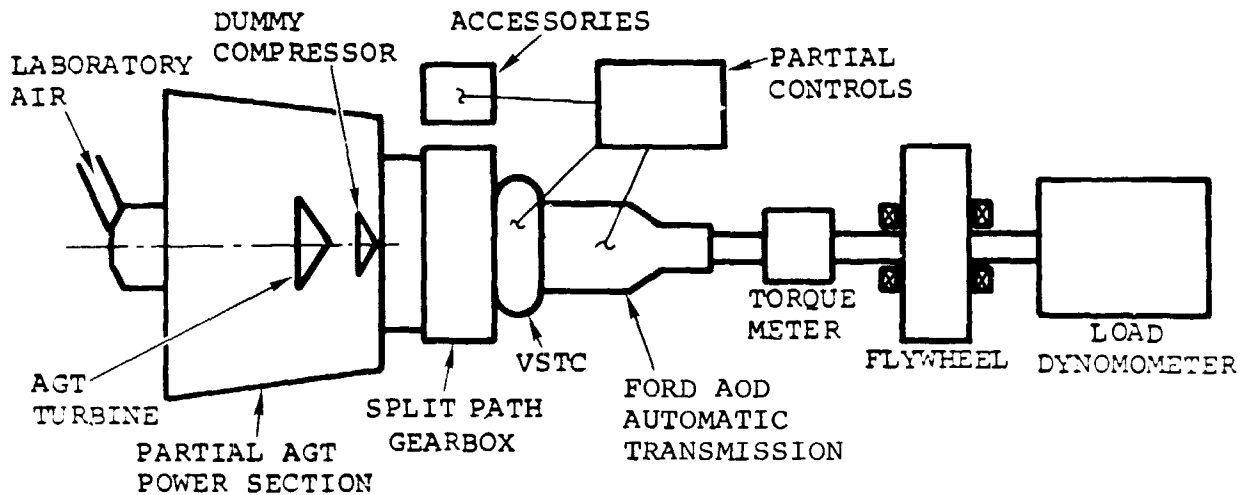 DUMMY
COMPRESSOR
ACCESSORIES
LABORATORY
AIR
PARTIAL
CONTROLS
TORQUE
METER
FLYWHEEL
LOAD
DYNOMOMETER
VSTC
AGT
TURBINE
SPLIT PATH
GEARBOX
FORD AOD
AUTOMATIC
TRANSMISSION
PARTIAL AGT
POWER SECTION